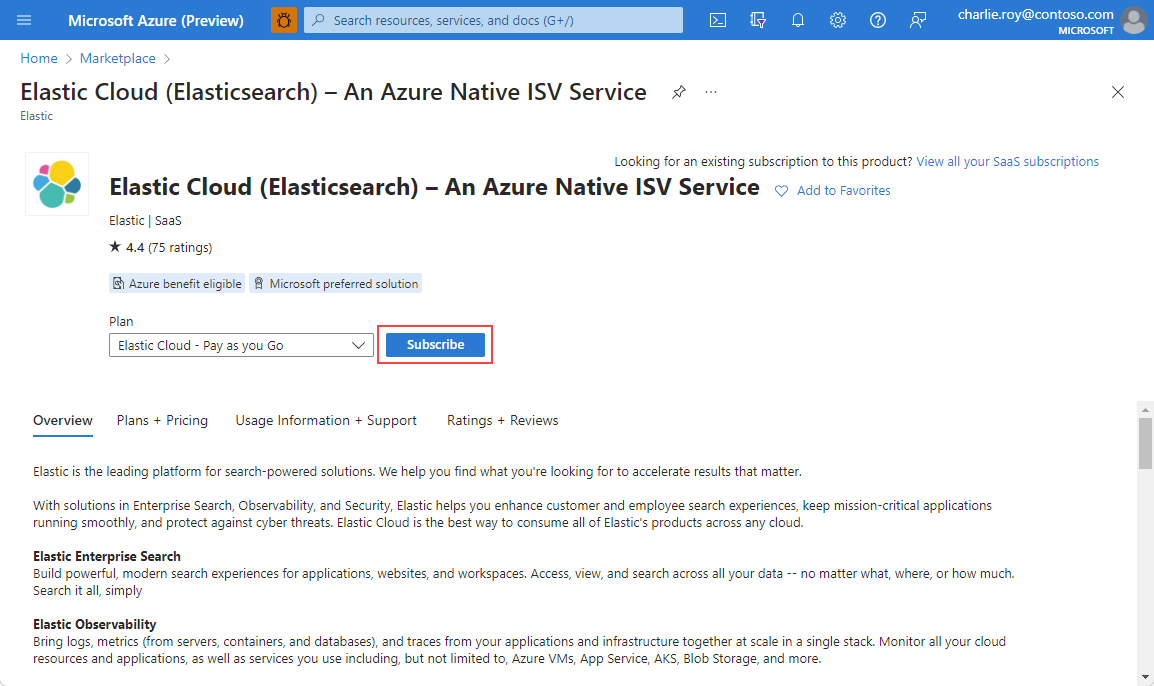 Microsoft Azure (Preview)
Search resources, services, and docs (G+/)
charlie.roy@contoso.com
MICROSOFT
Home
Marketplace
Elastic Cloud (Elasticsearch) – An Azure Native ISV Service
Elastic
Looking for an existing subscription to this product? View all your SaaS subscriptions
Elastic Cloud (Elasticsearch) – An Azure Native ISV Service
Add to Favorites
Elastic | SaaS
★ 4.4 (75 ratings)
Azure benefit eligible
Microsoft preferred solution
Plan
Elastic Cloud - Pay as you Go
Subscribe
Overview
Plans + Pricing
Usage Information + Support
Ratings + Reviews
Elastic is the leading platform for search-powered solutions. We help you find what you're looking for to accelerate results that matter.
With solutions in Enterprise Search, Observability, and Security, Elastic helps you enhance customer and employee search experiences, keep mission-critical applications
running smoothly, and protect against cyber threats. Elastic Cloud is the best way to consume all of Elastic's products across any cloud.
Elastic Enterprise Search
Build powerful, modern search experiences for applications, websites, and workspaces. Access, view, and search across all your data -- no matter what, where, or how much.
Search it all, simply
Elastic Observability
Bring logs, metrics (from servers, containers, and databases), and traces from your applications and infrastructure together at scale in a single stack. Monitor all your cloud
resources and applications, as well as services you use including, but not limited to, Azure VMs, App Service, AKS, Blob Storage, and more.